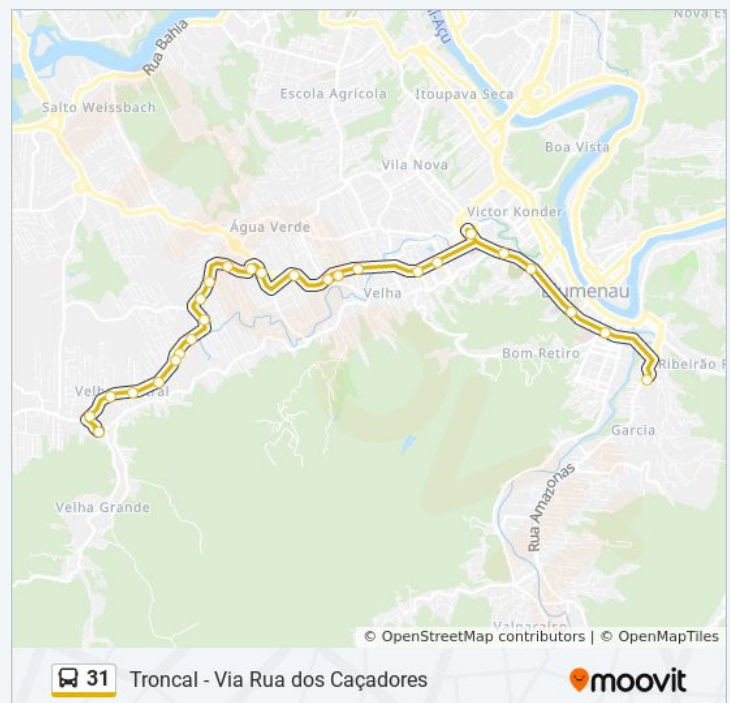 Nova Es
Rua Bahia
í-Açu
Salto Weissbach
Escola Agrícola
Itoupava Seca
Boa Vista
Vila Nova
Victor Konder
Água Verde
Velha
Blumenau
Bom Retiro
Ribeirão F
Velha Central
Garcia
Velha Grande
Rua Amazonas
Valparaíso
© OpenStreetMap contributors | © OpenMapTiles
31 Troncal - Via Rua dos Caçadores
moovit